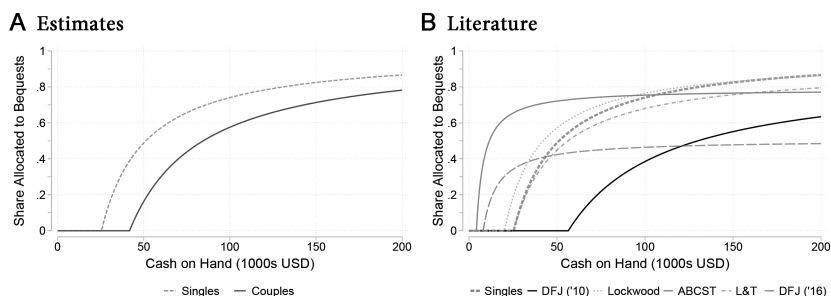 A Estimates
Share Allocated to Bequests
1
.8
.6
.4
.2
0
0 50 100 150 200
Cash on Hand (1000s USD)
Singles Couples
B Literature
Share Allocated to Bequests
1
.8
.6
.4
.2
0
0 50 100 150 200
Cash on Hand (1000s USD)
Singles DFJ ('10) Lockwood ABCST L&T DFJ ('16)